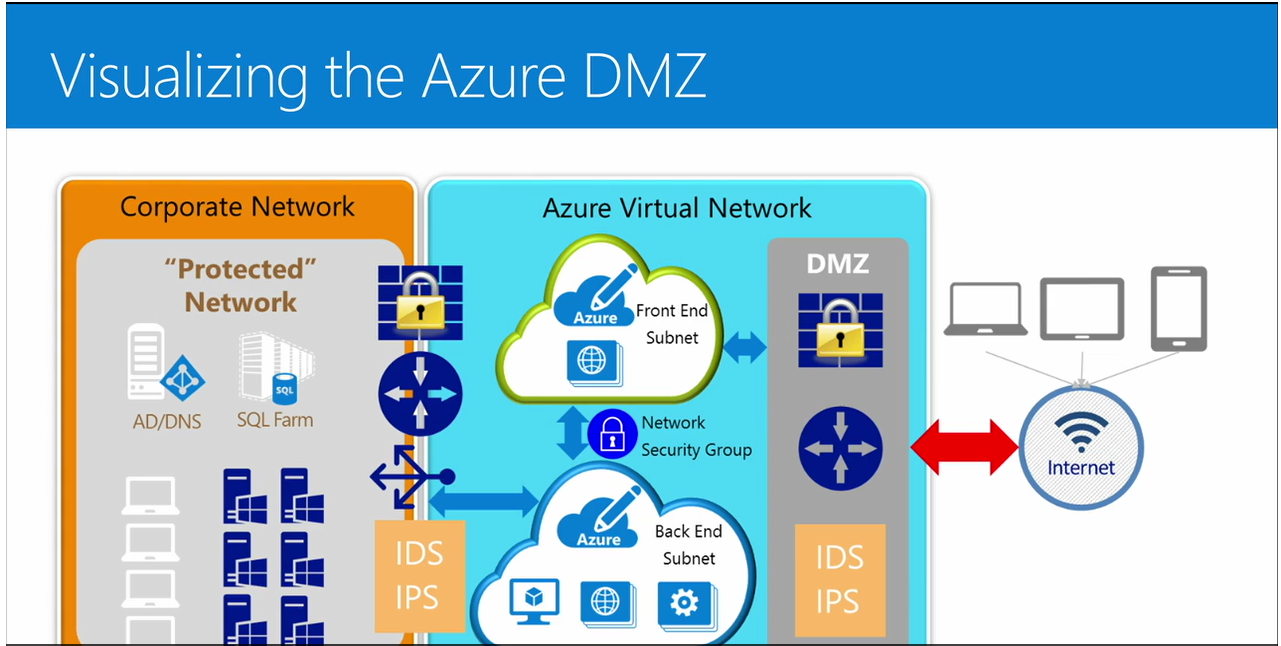 Visualizing the Azure DMZ
Corporate Network
"Protected"
Network
AD/DNS
SQL
SQL Farm
IDS
IPS
Azure Virtual Network
Azure
Front End
Subnet
Network
Security Group
Azure
Back End
Subnet
DMZ
IDS
IPS
Internet